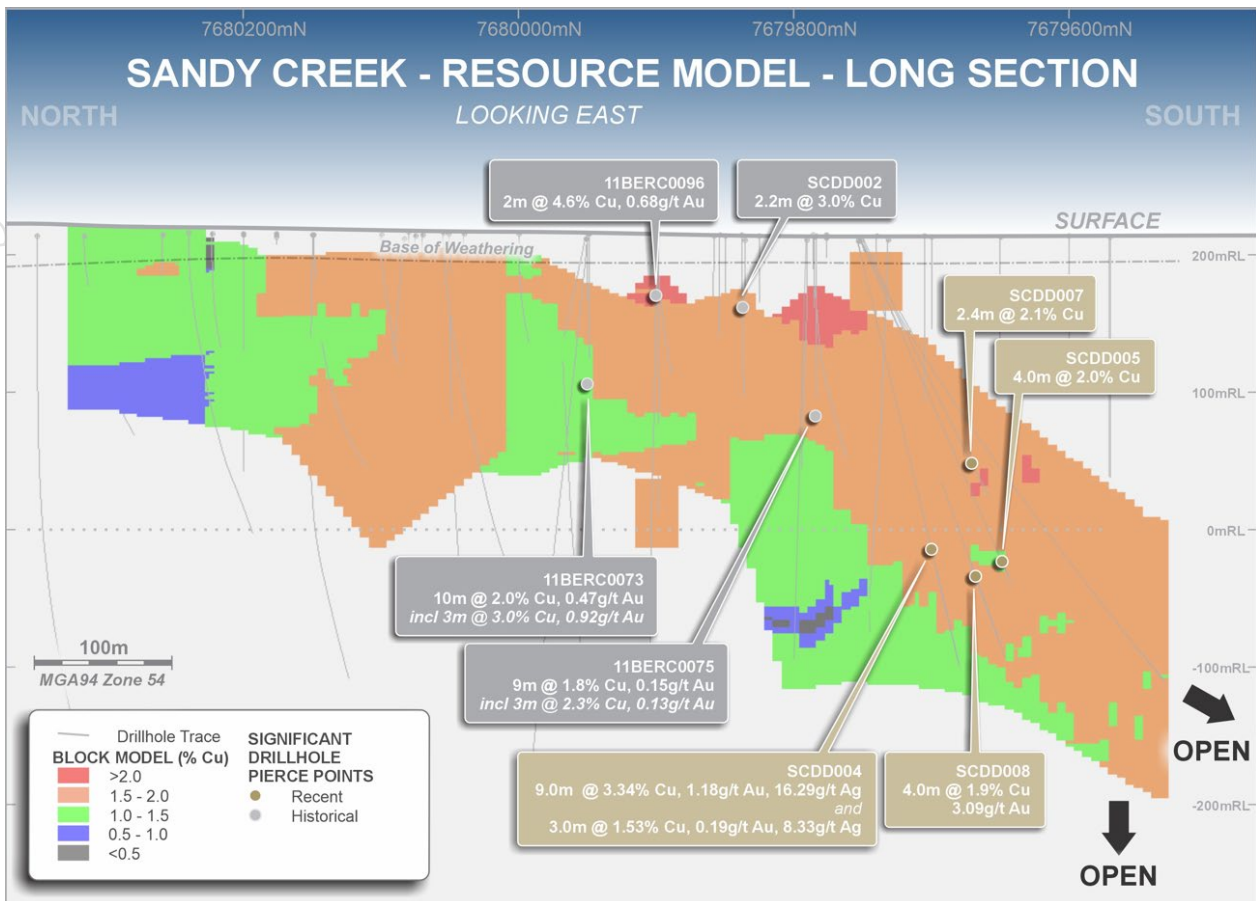 7680200mN
7680000mN
7679800mN
7679600mN
SANDY CREEK - RESOURCE MODEL - LONG SECTION
NORTH
LOOKING EAST
SOUTH
11BERC0096
2m @ 4.6% Cu, 0.68g/t Au
SCDD002
2.2m @ 3.0% Cu
SURFACE
Base of Weathering
200mRL
SCDD007
2.4m @ 2.1% Cu
SCDD005
4.0m @ 2.0% Cu
100mRL
0mRL
11BERC0073
10m @ 2.0% Cu, 0.47g/t Au
incl 3m @ 3.0% Cu, 0.92g/t Au
11BERC0075
9m @ 1.8% Cu, 0.15g/t Au
incl 3m @ 2.3% Cu, 0.13g/t Au
100m
MGA94 Zone 54
-100mRL
OPEN
SCDD004
9.0m @ 3.34% Cu, 1.18g/t Au, 16.29g/t Ag
and
3.0m @ 1.53% Cu, 0.19g/t Au, 8.33g/t Ag
SCDD008
4.0m @ 1.9% Cu
3.09g/t Au
-200mRL
OPEN
Drillhole Trace
BLOCK MODEL (% Cu)
>2.0
1.5 - 2.0
1.0 - 1.5
0.5 - 1.0
<0.5
SIGNIFICANT
DRILLHOLE
PIERCE POINTS
Recent
Historical